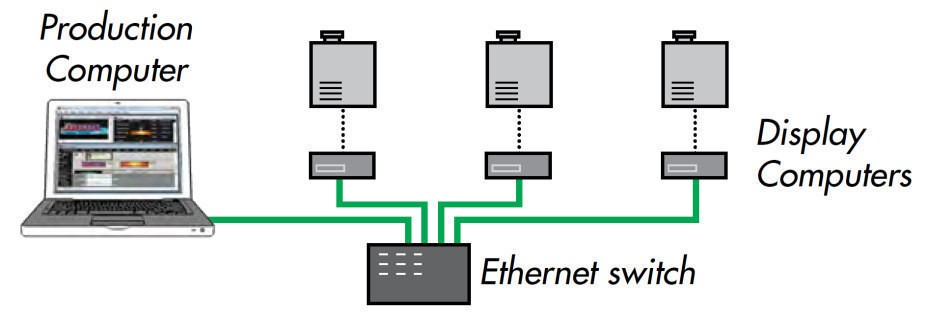 Production
Computer
Display
Computers
Ethernet switch